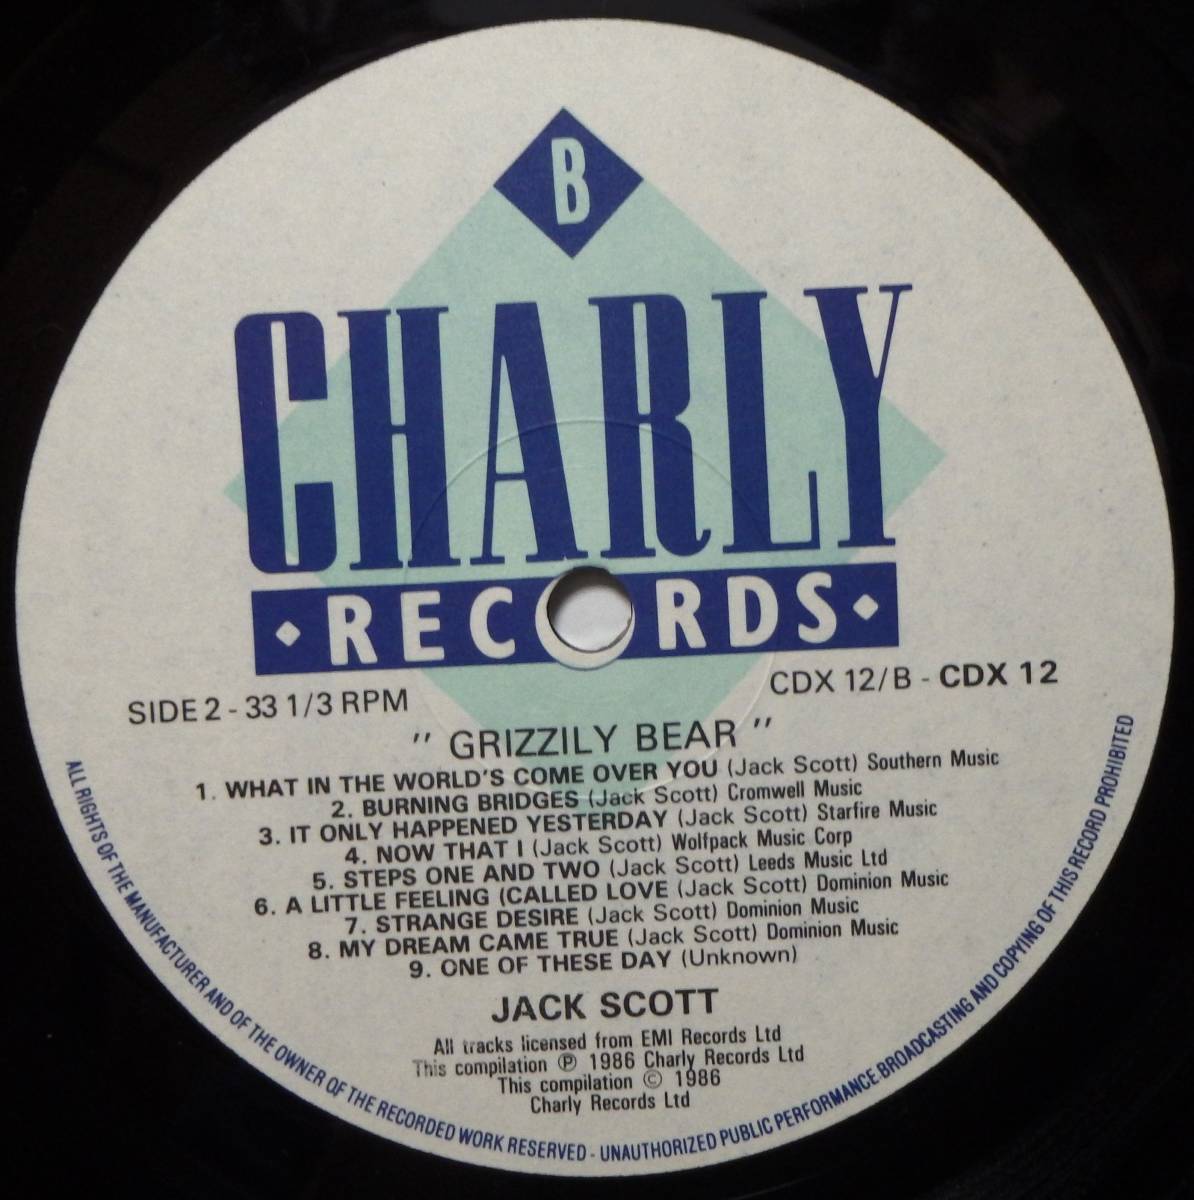 B
CHARLY
· RECORDS ·
SIDE 2 - 33 1/3 RPM
CDX 12/B - CDX 12
" GRIZZILY BEAR "
1. WHAT IN THE WORLD'S COME OVER YOU (Jack Scott) Southern Music
2. BURNING BRIDGES (Jack Scott) Cromwell Music
3. IT ONLY HAPPENED YESTERDAY (Jack Scott) Starfire Music
4. NOW THAT I (Jack Scott) Wolfpack Music Corp
5. STEPS ONE AND TWO (Jack Scott) Leeds Music Ltd
6. A LITTLE FEELING (CALLED LOVE (Jack Scott) Dominion Music
7. STRANGE DESIRE (Jack Scott) Dominion Music
8. MY DREAM CAME TRUE (Jack Scott) Dominion Music
9. ONE OF THESE DAY (Unknown)
JACK SCOTT
All tracks licensed from EMI Records Ltd
This compilation ℗ 1986 Charly Records Ltd
This compilation © 1986
Charly Records Ltd
ALL RIGHTS OF THE MANUFACTURER AND OF THE OWNER OF THE RECORDED WORK RESERVED - UNAUTHORIZED PUBLIC PERFORMANCE BROADCASTING AND COPYING OF THIS RECORD PROHIBITED